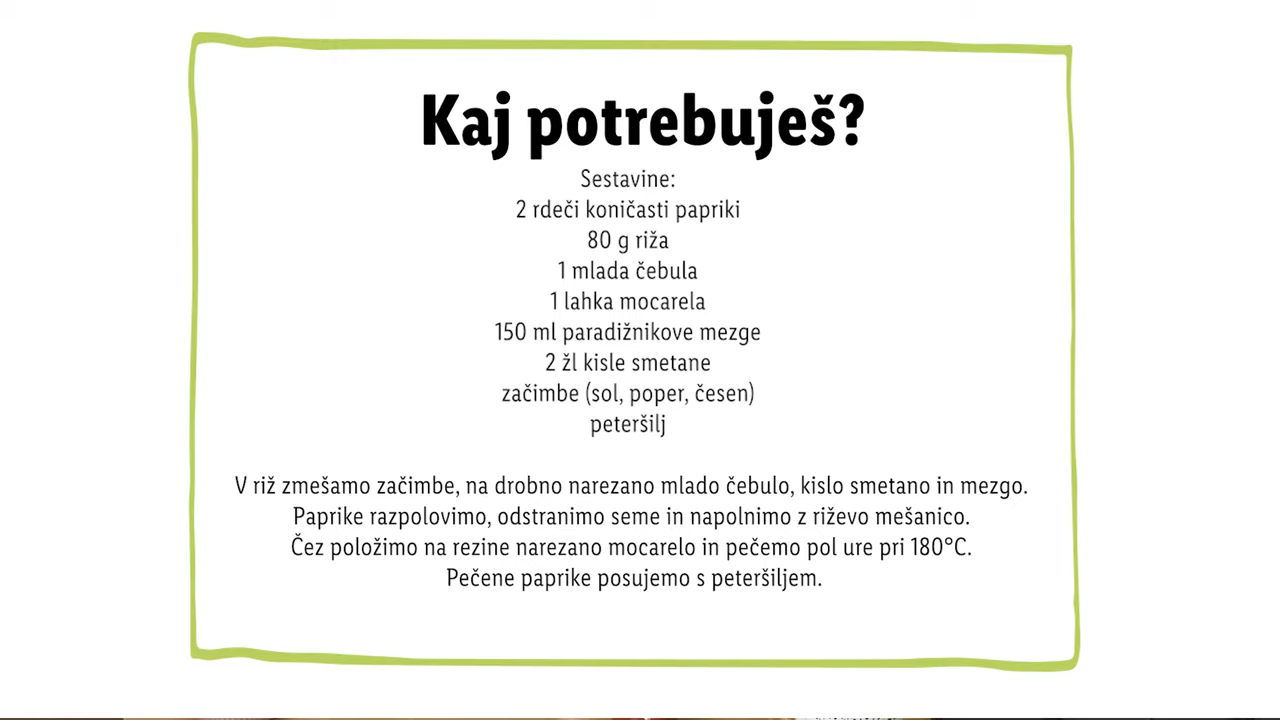 Kaj potrebuješ?
Sestavine:
2 rdeči koničasti papriki
80 g riža
1 mlada čebula
1 lahka mocarela
150 ml paradižnikove mezge
2 žl kisle smetane
začimbe (sol, poper, česen)
peteršilj
V riž zmešamo začimbe, na drobno narezano mlado čebulo, kislo smetano in mezgo.
Paprike razpolovimo, odstranimo seme in napolnimo z riževo mešanico.
Čez položimo na rezine narezano mocarelo in pečemo pol ure pri 180°C.
Pečene paprike posujemo s peteršiljem.